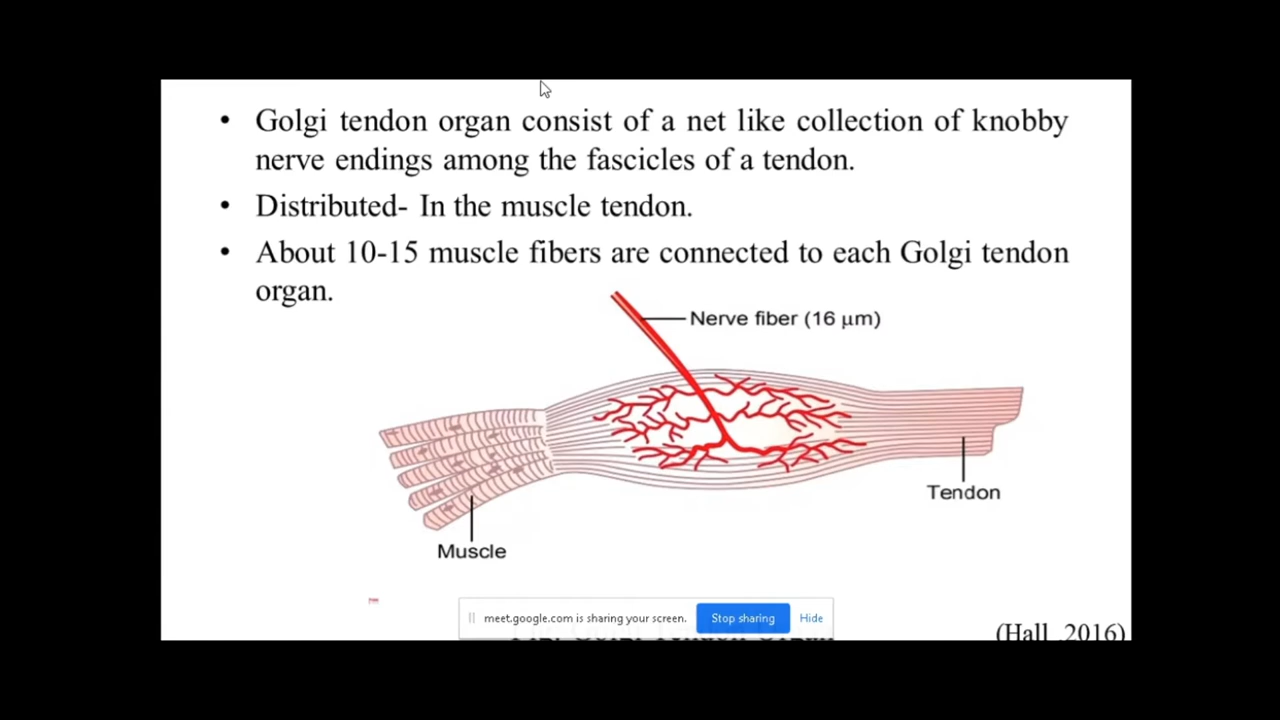 • Golgi tendon organ consist of a net like collection of knobby
nerve endings among the fascicles of a tendon.
• Distributed- In the muscle tendon.
• About 10-15 muscle fibers are connected to each Golgi tendon
organ.
Nerve fiber (16 μm)
Tendon
Muscle
meet.google.com is sharing your screen. Stop sharing Hide
(Hall ,2016)